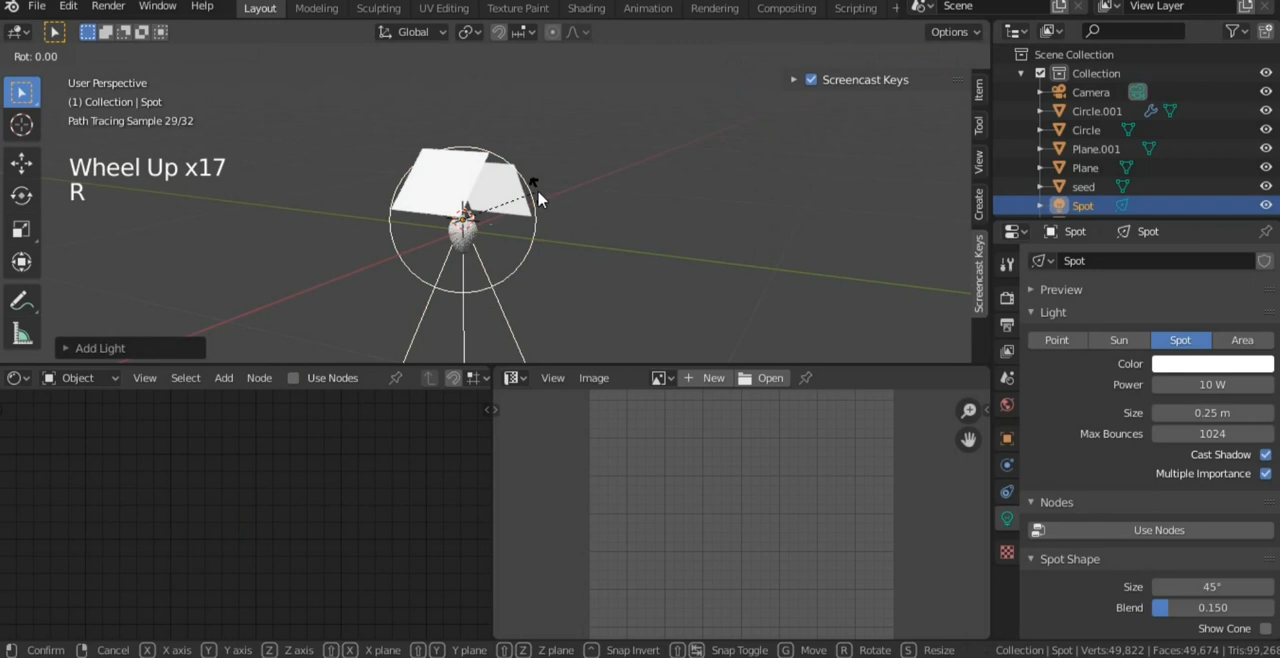 File Edit Render Window Help Layout Modeling Sculpting UV Editing Texture Paint Shading Animation Rendering Compositing Scripting + Scene View Layer
Global Options
Rot: 0.00
User Perspective
(1) Collection | Spot
Path Tracing Sample 29/32
Screencast Keys
Wheel Up x17
R
Item
Tool
View
Create
Screencast Keys
Add Light
Scene Collection
Collection
Camera
Circle.001
Circle
Plane.001
Plane
seed
Spot
Spot Spot
Spot
Preview
Light
Point Sun Spot Area
Color
Power 10 W
Size 0.25 m
Max Bounces 1024
Cast Shadow
Multiple Importance
Nodes
Use Nodes
Spot Shape
Size 45°
Blend 0.150
Show Cone
Object View Select Add Node Use Nodes
View Image New Open
Confirm Cancel X X axis Y Y axis Z Z axis X X plane Y Y plane Z Z plane ^ Snap Invert Snap Toggle G Move R Rotate S Resize Collection | Spot | Verts:49,822 | Faces:49,674 | Tris:99,268